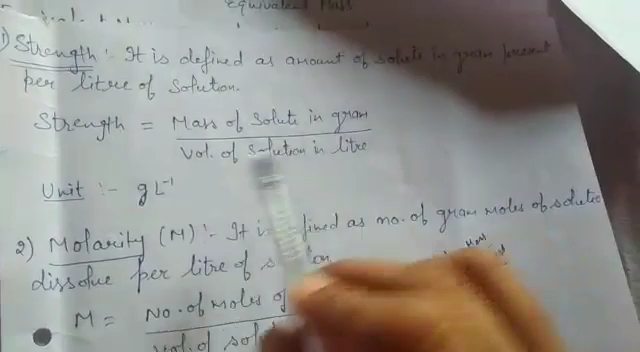 Equivalent Mass
1) Strength :- It is defined as amount of solute in gram present
per litre of Solution.
Strength = Mass of Solute in gram
Vol. of Solution in litre
Unit :- g L⁻¹
2) Molarity (M) :- It is defined as no. of gram moles of solute
dissolve per litre of
M = No. of moles of
Vol. of